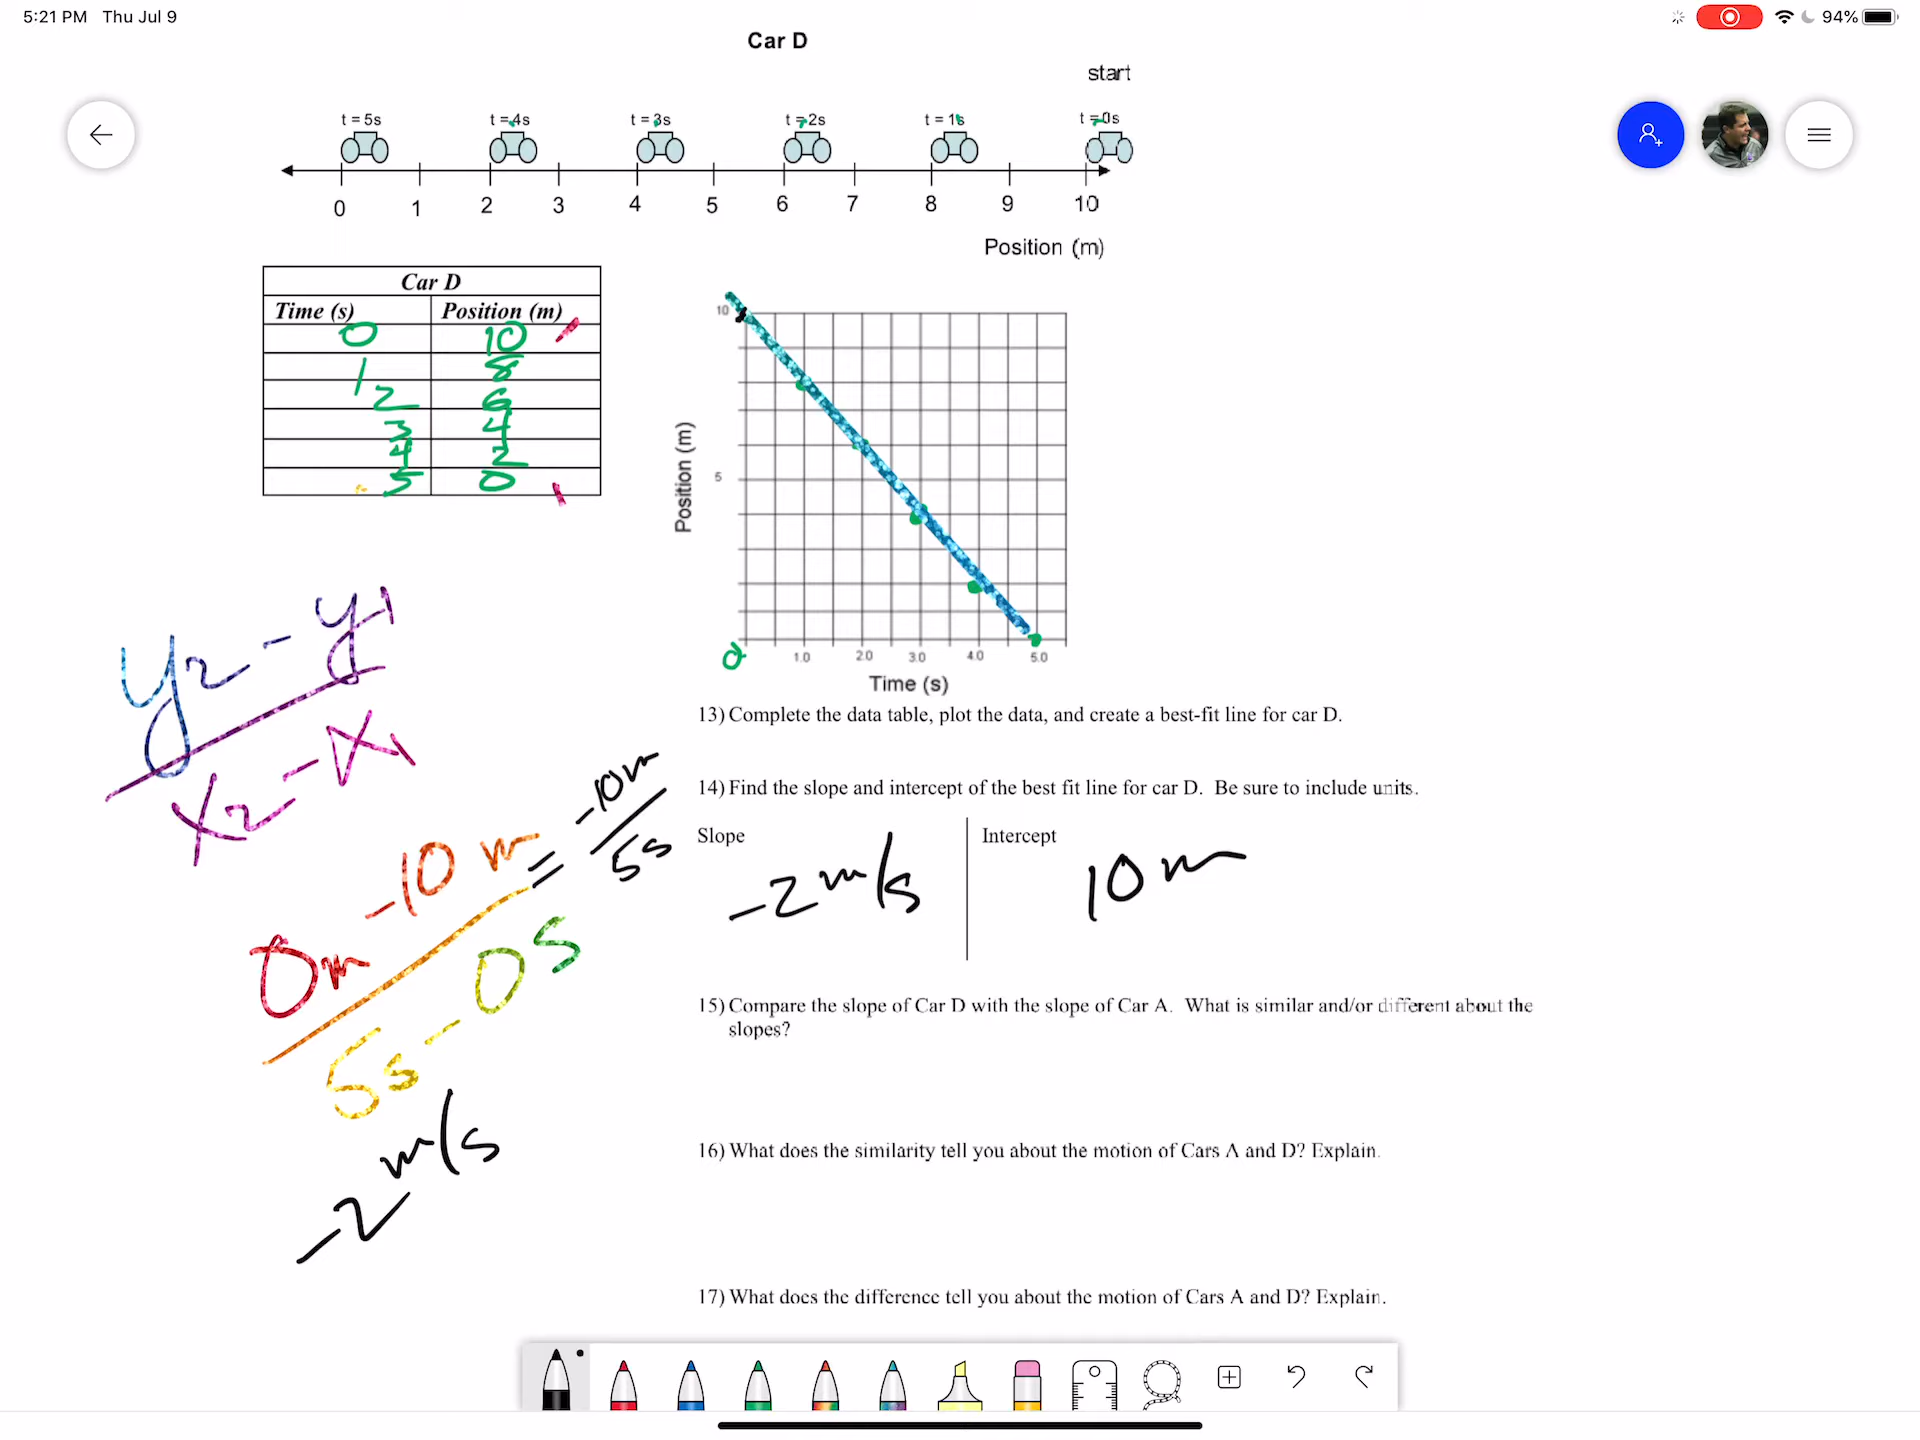 5:21 PM Thu Jul 9
94%
Car D
start
t = 5s t = 4s t = 3s t = 2s t = 1s t = 0s
0 1 2 3 4 5 6 7 8 9 10
Position (m)
Car D
Time (s) Position (m)
0 10
1 8
2 6
3 4
4 2
5 0
10
5
Position (m)
0 1.0 2.0 3.0 4.0 5.0
Time (s)
y2 - y1
x2 - x1
0m - 10 m = -10m
5s - 0s 5s
-2 m/s
13) Complete the data table, plot the data, and create a best-fit line for car D.
14) Find the slope and intercept of the best fit line for car D. Be sure to include units.
Slope Intercept
-2 m/s 10 m
15) Compare the slope of Car D with the slope of Car A. What is similar and/or different about the
slopes?
16) What does the similarity tell you about the motion of Cars A and D? Explain.
17) What does the difference tell you about the motion of Cars A and D? Explain.